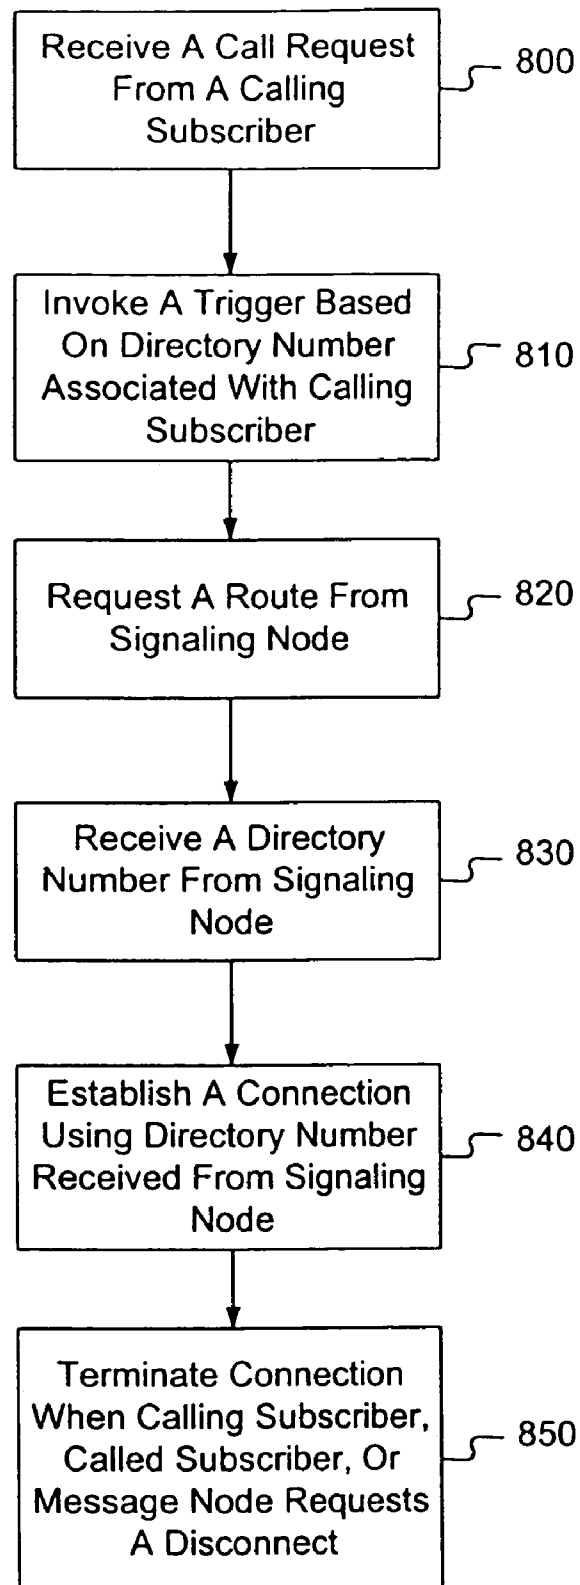 Receive A Call Request
From A Calling
Subscriber
800
Invoke A Trigger Based
On Directory Number
Associated With Calling
Subscriber
810
Request A Route From
Signaling Node
820
Receive A Directory
Number From Signaling
Node
830
Establish A Connection
Using Directory Number
Received From Signaling
Node
840
Terminate Connection
When Calling Subscriber,
Called Subscriber, Or
Message Node Requests
A Disconnect
850